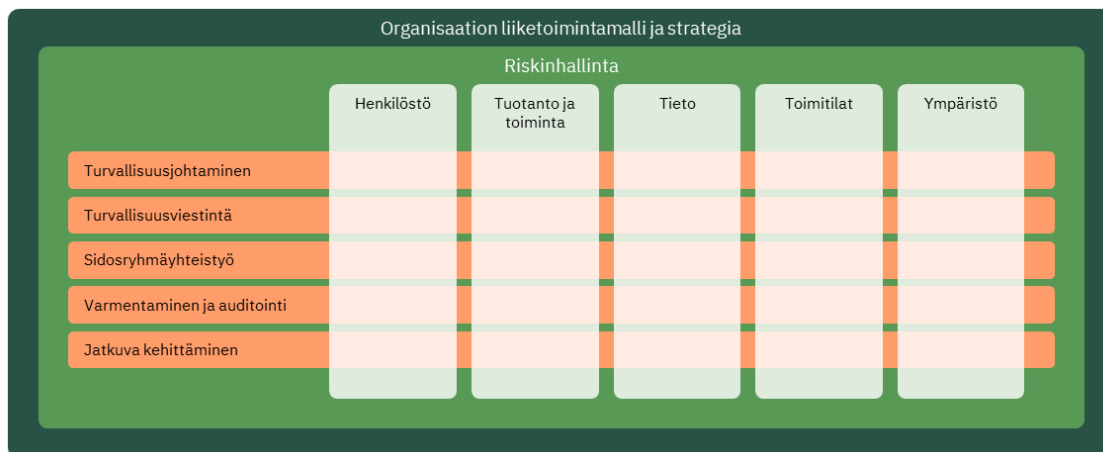 Organisaation liiketoimintamalli ja strategia
Riskinhallinta
Henkilöstö
Tuotanto ja
toiminta
Tieto
Toimitilat
Ympäristö
Turvallisuusjohtaminen
Turvallisuusviestintä
Sidosryhmäyhteistyö
Varmentaminen ja auditointi
Jatkuva kehittäminen